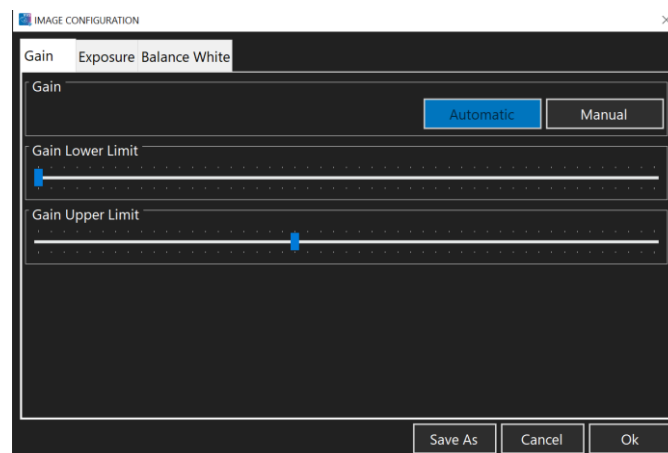 IMAGE CONFIGURATION
Gain Exposure Balance White
Gain
Automatic Manual
Gain Lower Limit
Gain Upper Limit
Save As Cancel Ok